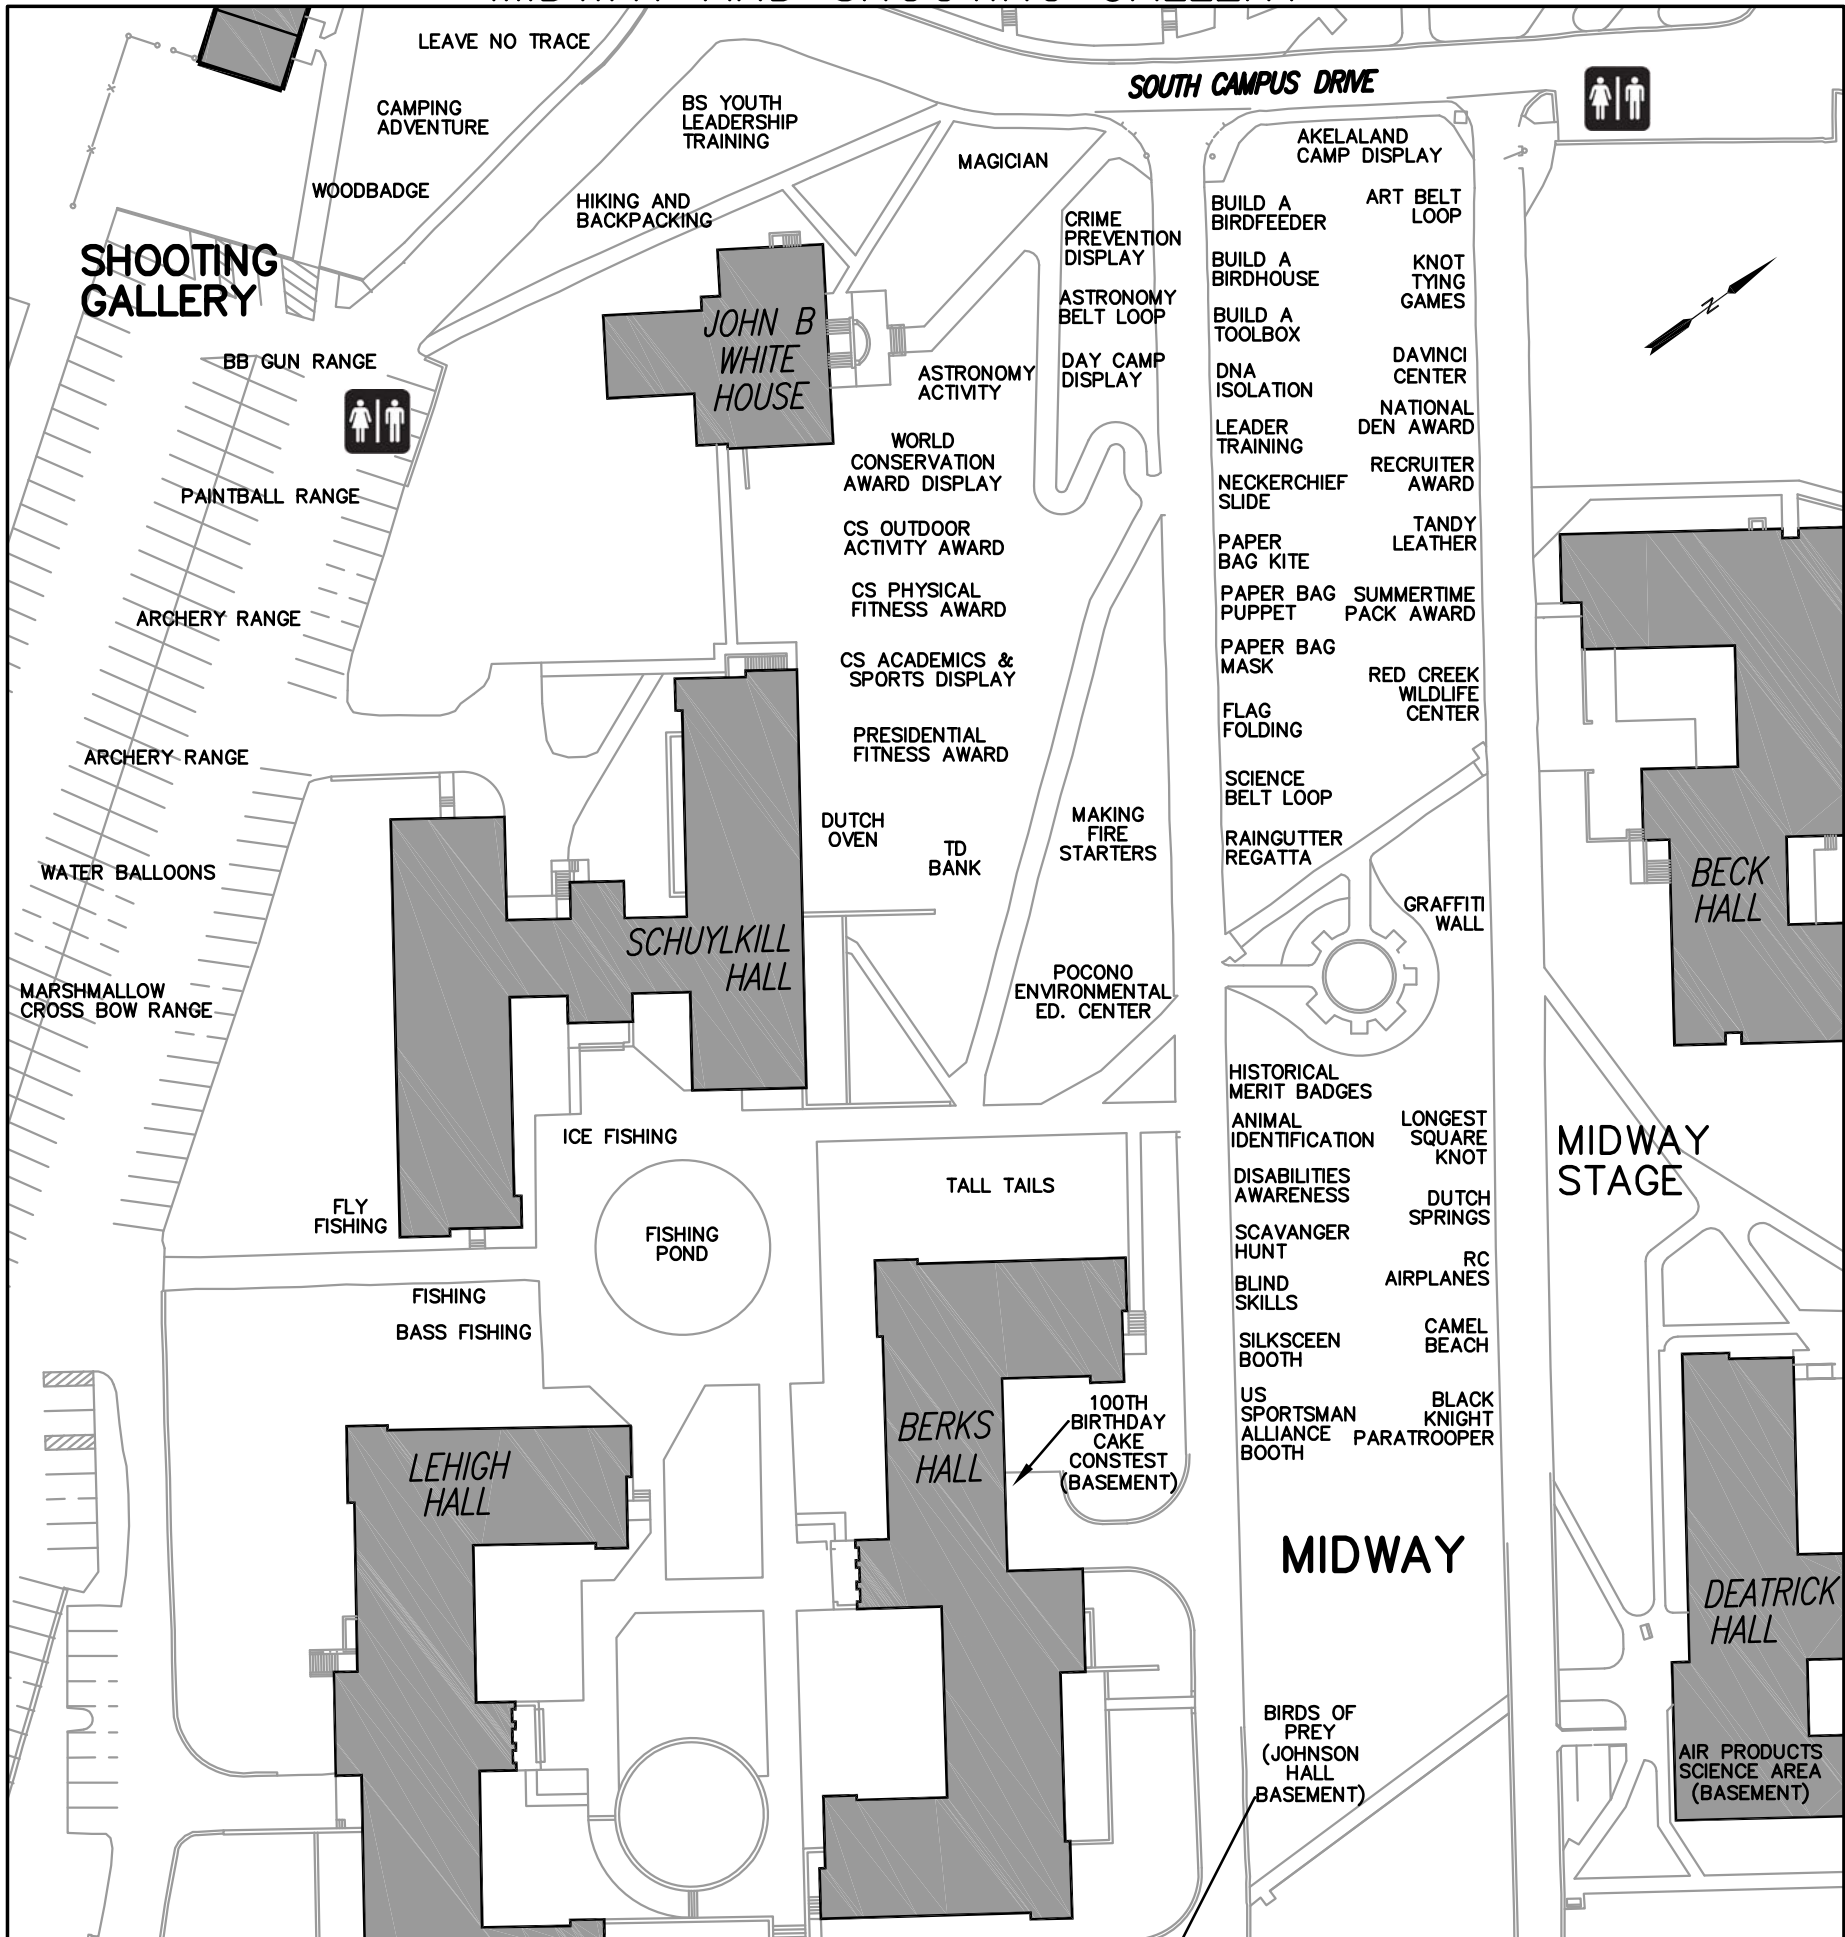 MIDWAY AND SHOOTING GALLERY
LEAVE NO TRACE
CAMPING
ADVENTURE
WOODBADGE
BS YOUTH
LEADERSHIP
TRAINING
HIKING AND
BACKPACKING
MAGICIAN
SOUTH CAMPUS DRIVE
AKELALAND
CAMP DISPLAY
SHOOTING
GALLERY
BB GUN RANGE
PAINTBALL RANGE
ARCHERY RANGE
ARCHERY RANGE
WATER BALLOONS
MARSHMALLOW
CROSS BOW RANGE
JOHN B
WHITE
HOUSE
CRIME
PREVENTION
DISPLAY
ASTRONOMY
BELT LOOP
DAY CAMP
DISPLAY
ASTRONOMY
ACTIVITY
WORLD
CONSERVATION
AWARD DISPLAY
CS OUTDOOR
ACTIVITY AWARD
CS PHYSICAL
FITNESS AWARD
CS ACADEMICS &
SPORTS DISPLAY
PRESIDENTIAL
FITNESS AWARD
DUTCH
OVEN
TD
BANK
MAKING
FIRE
STARTERS
POCONO
ENVIRONMENTAL
ED. CENTER
BUILD A
BIRDFEEDER
BUILD A
BIRDHOUSE
BUILD A
TOOLBOX
DNA
ISOLATION
LEADER
TRAINING
NECKERCHIEF
SLIDE
PAPER
BAG KITE
PAPER BAG
PUPPET
PAPER BAG
MASK
FLAG
FOLDING
SCIENCE
BELT LOOP
RAINGUTTER
REGATTA
ART BELT
LOOP
KNOT
TYING
GAMES
DAVINCI
CENTER
NATIONAL
DEN AWARD
RECRUITER
AWARD
TANDY
LEATHER
SUMMERTIME
PACK AWARD
RED CREEK
WILDLIFE
CENTER
GRAFFITI
WALL
N
BECK
HALL
SCHUYLKILL
HALL
ICE FISHING
FLY
FISHING
FISHING
POND
FISHING
BASS FISHING
TALL TAILS
HISTORICAL
MERIT BADGES
ANIMAL
IDENTIFICATION
DISABILITIES
AWARENESS
SCAVANGER
HUNT
BLIND
SKILLS
SILKSCEEN
BOOTH
US
SPORTSMAN
ALLIANCE
BOOTH
LONGEST
SQUARE
KNOT
DUTCH
SPRINGS
RC
AIRPLANES
CAMEL
BEACH
BLACK
KNIGHT
PARATROOPER
MIDWAY
STAGE
LEHIGH
HALL
BERKS
HALL
100TH
BIRTHDAY
CAKE
CONSTEST
(BASEMENT)
MIDWAY
DEATRICK
HALL
BIRDS OF
PREY
(JOHNSON
HALL
BASEMENT)
AIR PRODUCTS
SCIENCE AREA
(BASEMENT)